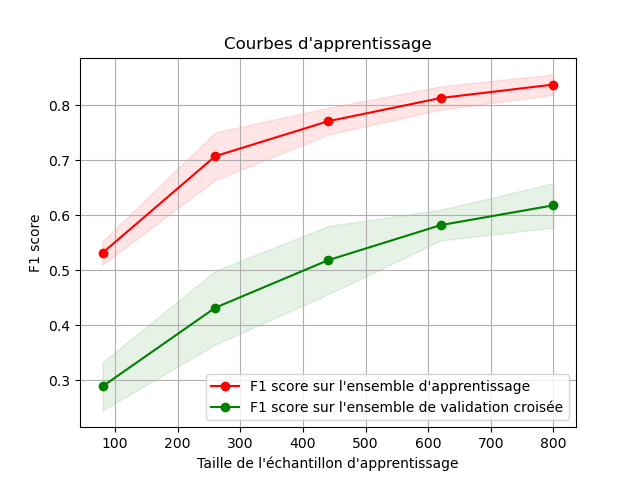 Courbes d'apprentissage
F1 score
0.8
0.7
0.6
0.5
0.4
0.3
F1 score sur l'ensemble d'apprentissage
F1 score sur l'ensemble de validation croisée
100 200 300 400 500 600 700 800
Taille de l'échantillon d'apprentissage